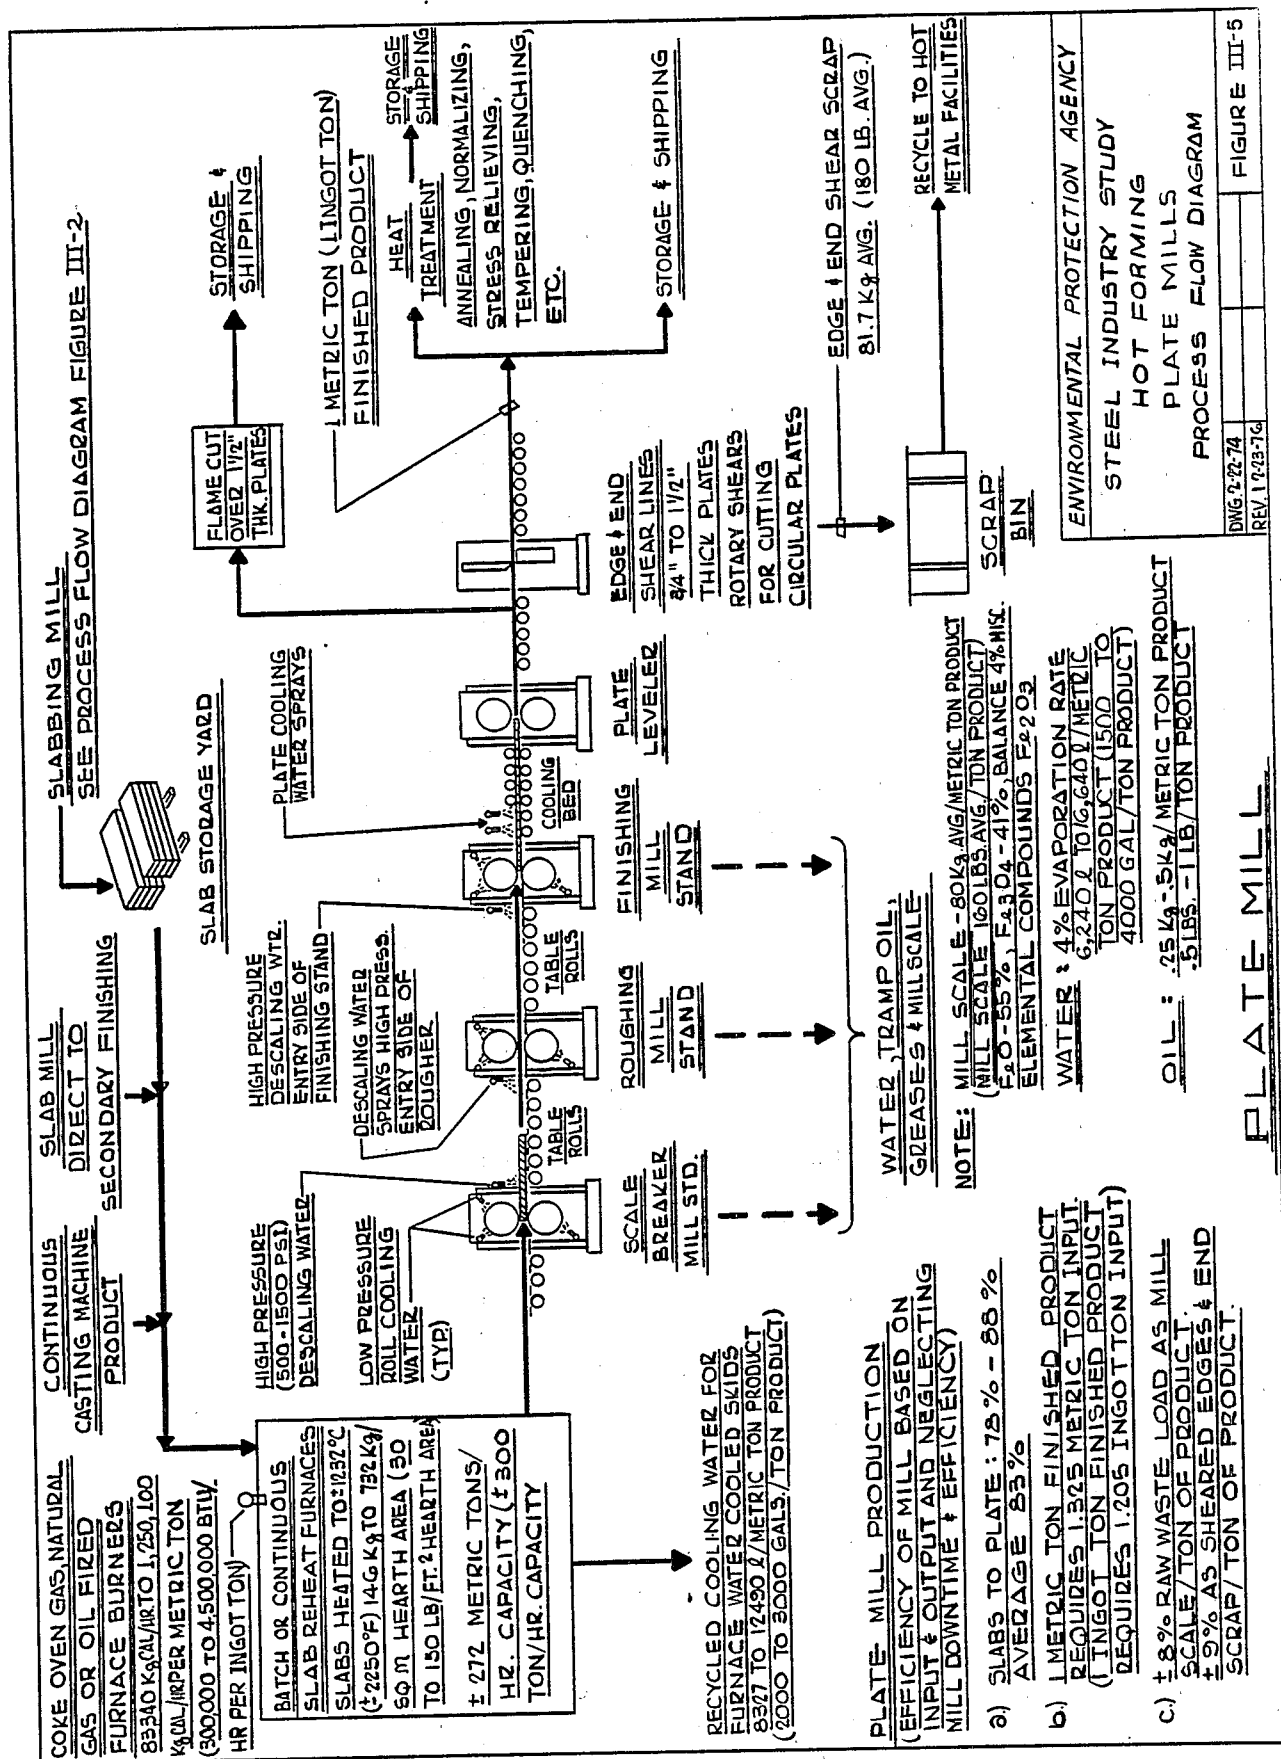 COKE OVEN GAS, NATURAL
GAS OR OIL FIRED
FURNACE BURNERS
83340 KgCAL/HR TO 1,250,100
KgCAL/HR PER METRIC TON
(300,000 TO 4,500,000 BTU/
HR PER INGOT TON)
CONTINUOUS
CASTING MACHINE
PRODUCT
SLAB MILL
DIRECT TO
SECONDARY FINISHING
SLABBING MILL
SEE PROCESS FLOW DIAGRAM FIGURE III-2
SLAB STORAGE YARD
BATCH OR CONTINUOUS
SLAB REHEAT FURNACES
SLABS HEATED TO ±1232°C
(±2250°F) 146 Kg TO 732 Kg/
SQ M HEARTH AREA (30
TO 150 LB/FT.² HEARTH AREA)
± 272 METRIC TONS/
HR. CAPACITY (± 300
TON/HR. CAPACITY
HIGH PRESSURE
(500-1500 PSI)
DESCALING WATER
LOW PRESSURE
ROLL COOLING
WATER
(TYP.)
HIGH PRESSURE
DESCALING WTR.
ENTRY SIDE OF
FINISHING STAND
DESCALING WATER
SPRAYS HIGH PRESS.
ENTRY SIDE OF
ROUGHER
PLATE COOLING
WATER SPRAYS
FLAME CUT
OVER 1 1/2"
THK. PLATES
STORAGE &
SHIPPING
1 METRIC TON (1 INGOT TON)
FINISHED PRODUCT
HEAT
TREATMENT
STORAGE
&
SHIPPING
ANNEALING, NORMALIZING,
STRESS RELIEVING,
TEMPERING, QUENCHING,
ETC.
STORAGE & SHIPPING
TABLE
ROLLS
TABLE
ROLLS
COOLING
BED
SCALE
BREAKER
MILL STD.
ROUGHING
MILL
STAND
FINISHING
MILL
STAND
PLATE
LEVELER
EDGE & END
SHEAR LINES
3/4" TO 1 1/2"
THICK PLATES
ROTARY SHEARS
FOR CUTTING
CIRCULAR PLATES
EDGE & END SHEAR SCRAP
81.7 Kg AVG. (180 LB. AVG.)
RECYCLE TO HOT
METAL FACILITIES
SCRAP
BIN
RECYCLED COOLING WATER FOR
FURNACE WATER COOLED SKIDS
8327 TO 12490 ℓ/METRIC TON PRODUCT
(2000 TO 3000 GALS./TON PRODUCT)
WATER, TRAMP OIL,
GREASES & MILL SCALE
PLATE MILL PRODUCTION
(EFFICIENCY OF MILL BASED ON
INPUT & OUTPUT AND NEGLECTING
MILL DOWNTIME & EFFICIENCY)
a) SLABS TO PLATE: 78% - 88%
AVERAGE 83%
b.) 1 METRIC TON FINISHED PRODUCT
REQUIRES 1.325 METRIC TON INPUT.
(1 INGOT TON FINISHED PRODUCT
REQUIRES 1.205 INGOT TON INPUT)
c.) ±8% RAW WASTE LOAD AS MILL
SCALE/TON OF PRODUCT.
±9% AS SHEARED EDGES & END
SCRAP/TON OF PRODUCT.
NOTE: MILL SCALE - 80 Kg. AVG/METRIC TON PRODUCT
(MILL SCALE 160 LBS. AVG./TON PRODUCT)
FeO - 55%, Fe3O4 - 41%, BALANCE 4% MISC.
ELEMENTAL COMPOUNDS Fe2O3
WATER: 4% EVAPORATION RATE
6,240 ℓ TO 16,640 ℓ/METRIC
TON PRODUCT (1500 TO
4000 GAL/TON PRODUCT)
OIL: .25 Kg - .5 Kg/METRIC TON PRODUCT
.5 LBS. - 1 LB/TON PRODUCT
PLATE MILL
ENVIRONMENTAL PROTECTION AGENCY
STEEL INDUSTRY STUDY
HOT FORMING
PLATE MILLS
PROCESS FLOW DIAGRAM
DWG. 2-22-74
REV. 1 2-23-76
FIGURE III-5